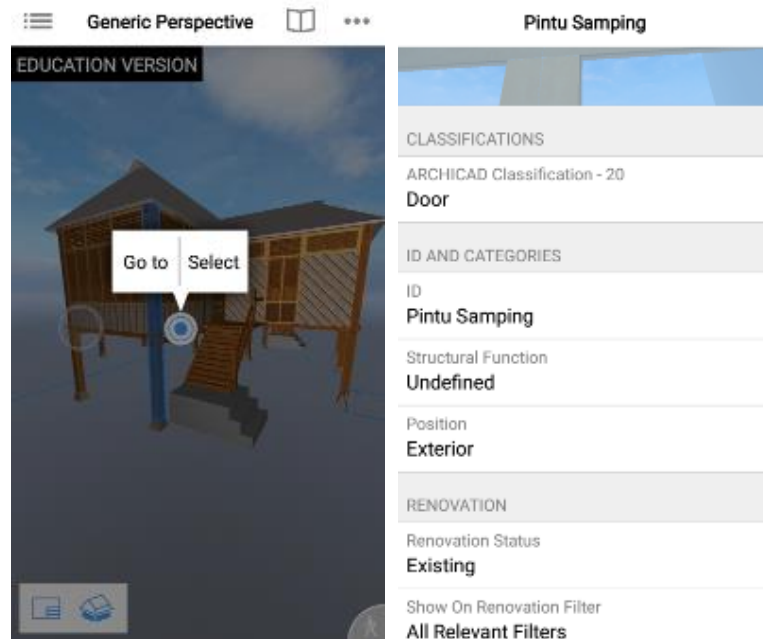 Generic Perspective
EDUCATION VERSION
Go to
Select
Pintu Samping
CLASSIFICATIONS
ARCHICAD Classification - 20
Door
ID AND CATEGORIES
ID
Pintu Samping
Structural Function
Undefined
Position
Exterior
RENOVATION
Renovation Status
Existing
Show On Renovation Filter
All Relevant Filters